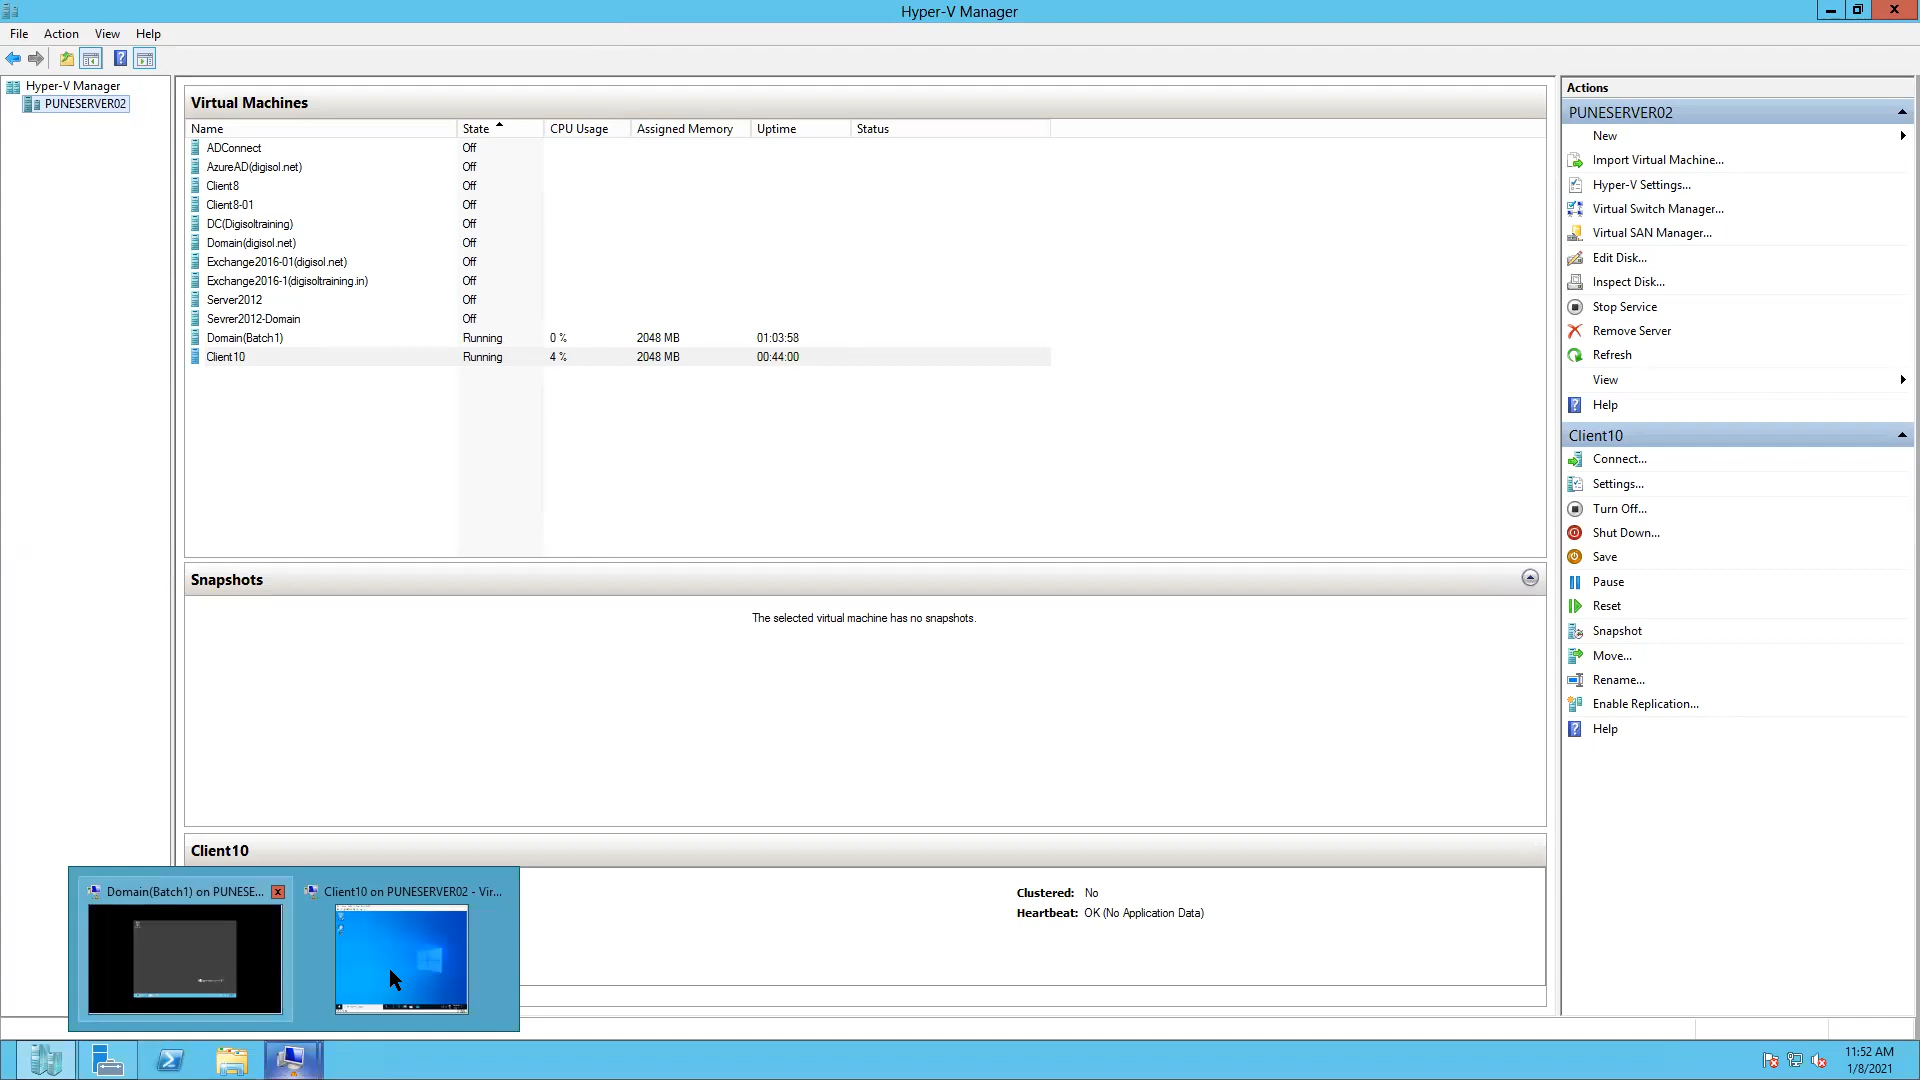 Hyper-V Manager
File Action View Help
Hyper-V Manager
PUNESERVER02
Virtual Machines
Name State CPU Usage Assigned Memory Uptime Status
ADConnect Off
AzureAD(digisol.net) Off
Client8 Off
Client8-01 Off
DC(Digisoltraining) Off
Domain(digisol.net) Off
Exchange2016-01(digisol.net) Off
Exchange2016-1(digisoltraining.in) Off
Server2012 Off
Sevrer2012-Domain Off
Domain(Batch1) Running 0 % 2048 MB 01:03:58
Client10 Running 4 % 2048 MB 00:44:00
Snapshots
The selected virtual machine has no snapshots.
Client10
Clustered: No
Heartbeat: OK (No Application Data)
Domain(Batch1) on PUNESE...
Client10 on PUNESERVER02 - Vir...
Actions
PUNESERVER02
New
Import Virtual Machine...
Hyper-V Settings...
Virtual Switch Manager...
Virtual SAN Manager...
Edit Disk...
Inspect Disk...
Stop Service
Remove Server
Refresh
View
Help
Client10
Connect...
Settings...
Turn Off...
Shut Down...
Save
Pause
Reset
Snapshot
Move...
Rename...
Enable Replication...
Help
11:52 AM
1/8/2021